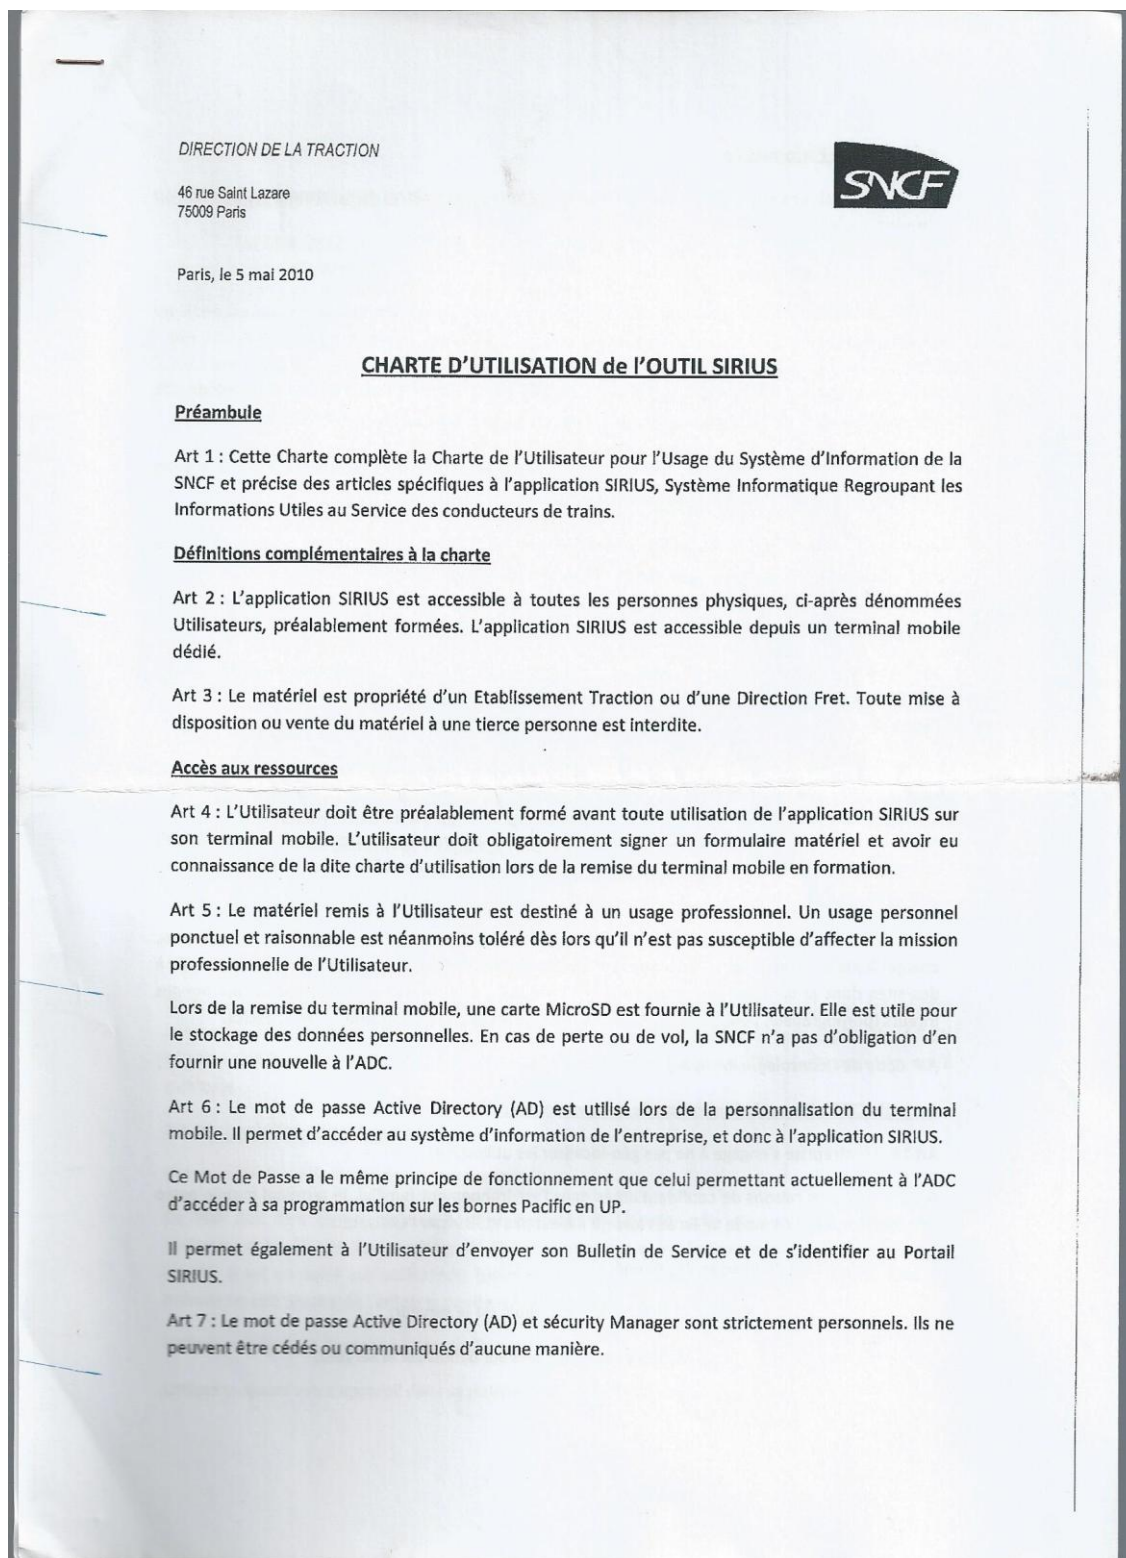 DIRECTION DE LA TRACTION
SNCF
46 rue Saint Lazare
75009 Paris
Paris, le 5 mai 2010
CHARTE D'UTILISATION de l'OUTIL SIRIUS
Préambule
Art 1 : Cette Charte complète la Charte de l'Utilisateur pour l'Usage du Système d'Information de la
SNCF et précise des articles spécifiques à l'application SIRIUS, Système Informatique Regroupant les
Informations Utiles au Service des conducteurs de trains.
Définitions complémentaires à la charte
Art 2 : L'application SIRIUS est accessible à toutes les personnes physiques, ci-après dénommées
Utilisateurs, préalablement formées. L'application SIRIUS est accessible depuis un terminal mobile
dédié.
Art 3 : Le matériel est propriété d'un Etablissement Traction ou d'une Direction Fret. Toute mise à
disposition ou vente du matériel à une tierce personne est interdite.
Accès aux ressources
Art 4 : L'Utilisateur doit être préalablement formé avant toute utilisation de l'application SIRIUS sur
son terminal mobile. L'utilisateur doit obligatoirement signer un formulaire matériel et avoir eu
connaissance de la dite charte d'utilisation lors de la remise du terminal mobile en formation.
Art 5 : Le matériel remis à l'Utilisateur est destiné à un usage professionnel. Un usage personnel
ponctuel et raisonnable est néanmoins toléré dès lors qu'il n'est pas susceptible d'affecter la mission
professionnelle de l'Utilisateur.
Lors de la remise du terminal mobile, une carte MicroSD est fournie à l'Utilisateur. Elle est utile pour
le stockage des données personnelles. En cas de perte ou de vol, la SNCF n'a pas d'obligation d'en
fournir une nouvelle à l'ADC.
Art 6 : Le mot de passe Active Directory (AD) est utilisé lors de la personnalisation du terminal
mobile. Il permet d'accéder au système d'information de l'entreprise, et donc à l'application SIRIUS.
Ce Mot de Passe a le même principe de fonctionnement que celui permettant actuellement à l'ADC
d'accéder à sa programmation sur les bornes Pacific en UP.
Il permet également à l'Utilisateur d'envoyer son Bulletin de Service et de s'identifier au Portail
SIRIUS.
Art 7 : Le mot de passe Active Directory (AD) et sécurity Manager sont strictement personnels. Ils ne
peuvent être cédés ou communiqués d'aucune manière.